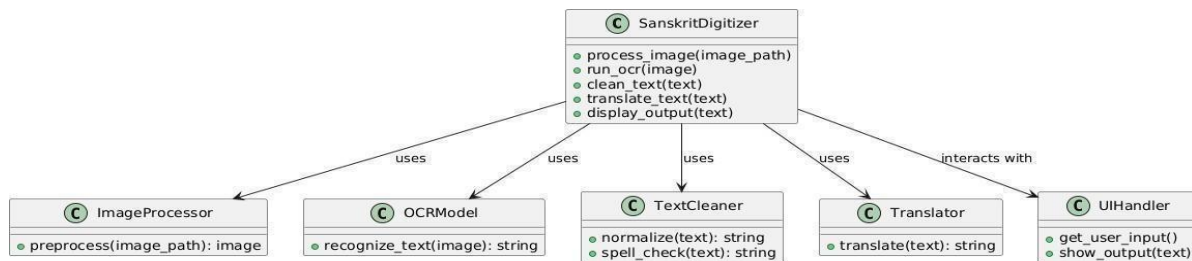 C SanskritDigitizer
process_image(image_path)
run_ocr(image)
clean_text(text)
translate_text(text)
display_output(text)
uses
uses
uses
uses
interacts with
C ImageProcessor
preprocess(image_path): image
C OCRModel
recognize_text(image): string
C TextCleaner
normalize(text): string
spell_check(text): string
C Translator
translate(text): string
C UIHandler
get_user_input()
show_output(text)